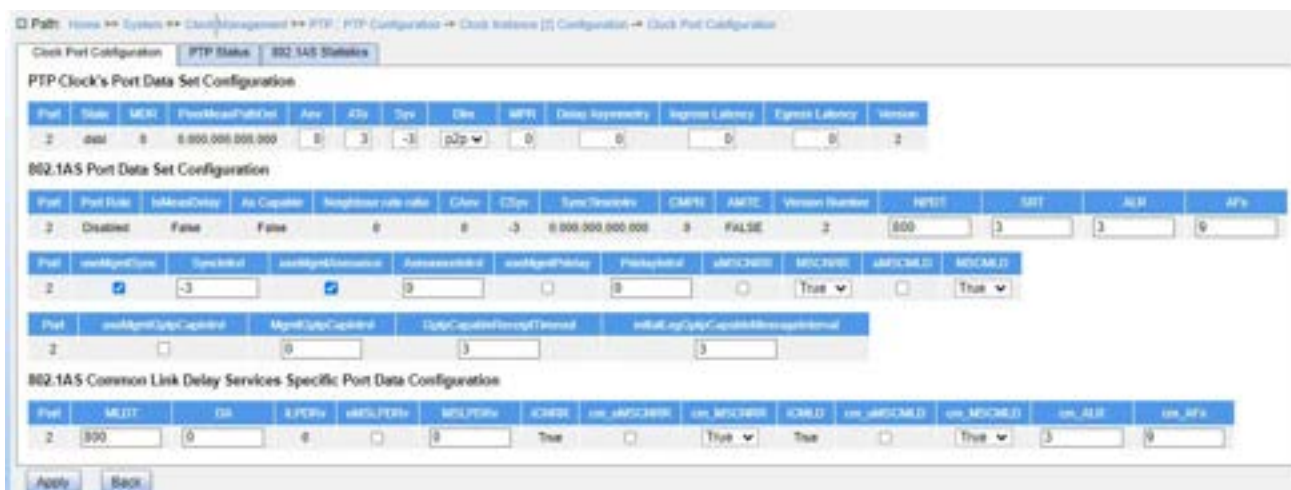 Path: Home >> System >> Clock Management >> PTP : PTP Configuration → Clock Instance [0] Configuration → Clock Port Configuration
Clock Port Configuration PTP Status 802.1AS Statistics
PTP Clock's Port Data Set Configuration
Port Stat MDR PeerMeanPathDel Anv ATo Syv Dlm MPR Delay Asymmetry Ingress Latency Egress Latency Version
2 dsbl 0 0.000,000,000,000 0 3 -3 p2p 0 0 0 0 2
802.1AS Port Data Set Configuration
Port Port Role IsMeasDelay As Capable Neighbour rate ratio CAnv CSyv SyncTimeIntrv CMPR AMTE Version Number NPDT SRT ALR AFs
2 Disabled False False 0 0 -3 0.000,000,000,000 0 FALSE 2 800 3 3 9
Port useMgmtSync SyncIntrvl useMgmtAnnounce AnnounceIntrvl useMgmtPdelay PdelayIntrvl uMSCNRR MSCNRR uMSCMLD MSCMLD
2 -3 0 0 True True
Port useMgmtGptpCapIntrvl MgmtGptpCapIntrvl GptpCapableReceiptTimeout initialLogGptpCapableMessageInterval
2 0 3 3
802.1AS Common Link Delay Services Specific Port Data Configuration
Port MLDT DA iLPDRv uMSLPDRv MSLPDRv iCNRR cm_uMSCNRR cm_MSCNRR iCMLD cm_uMSCMLD cm_MSCMLD cm_ALR cm_AFs
2 800 0 0 0 True True True True 3 9
Apply Back